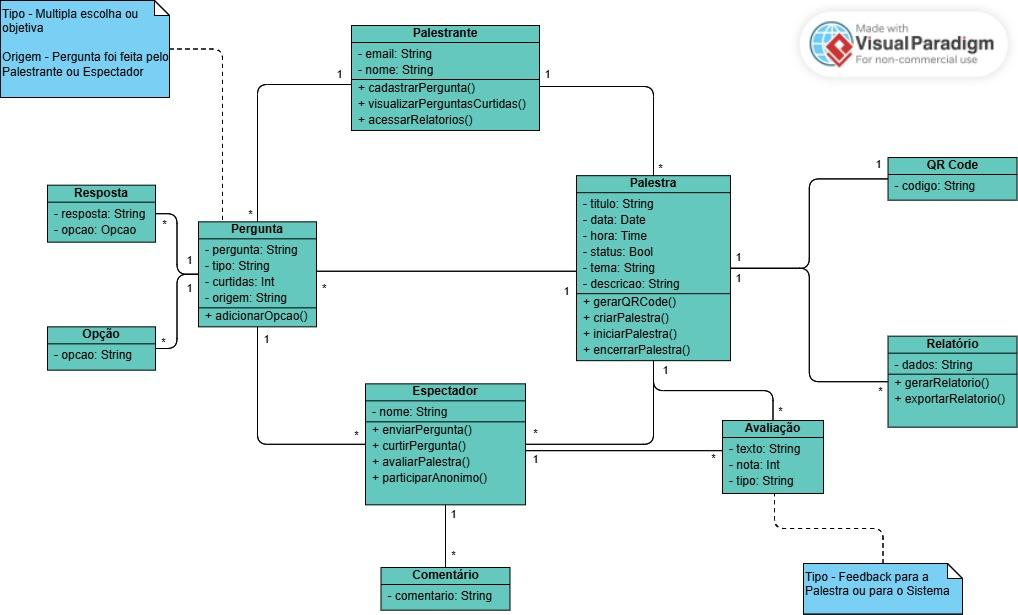 Tipo - Multipla escolha ou
objetiva
Origem - Pergunta foi feita pelo
Palestrante ou Espectador
Palestrante
- email: String
- nome: String
+ cadastrarPergunta()
+ visualizarPerguntasCurtidas()
+ acessarRelatorios()
Made with
Visual Paradigm
For non-commercial use
1
1
*
*
Resposta
- resposta: String
- opcao: Opcao
*
1
1
Opção
- opcao: String
*
Pergunta
- pergunta: String
- tipo: String
- curtidas: Int
- origem: String
+ adicionarOpcao()
*
1
1
Palestra
- titulo: String
- data: Date
- hora: Time
- status: Bool
- tema: String
- descricao: String
+ gerarQRCode()
+ criarPalestra()
+ iniciarPalestra()
+ encerrarPalestra()
1
1
1
1
QR Code
- codigo: String
Relatório
- dados: String
+ gerarRelatorio()
+ exportarRelatorio()
*
Espectador
- nome: String
+ enviarPergunta()
+ curtirPergunta()
+ avaliarPalestra()
+ participarAnonimo()
*
*
1
*
*
Avaliação
- texto: String
- nota: Int
- tipo: String
1
*
Comentário
- comentario: String
Tipo - Feedback para a
Palestra ou para o Sistema